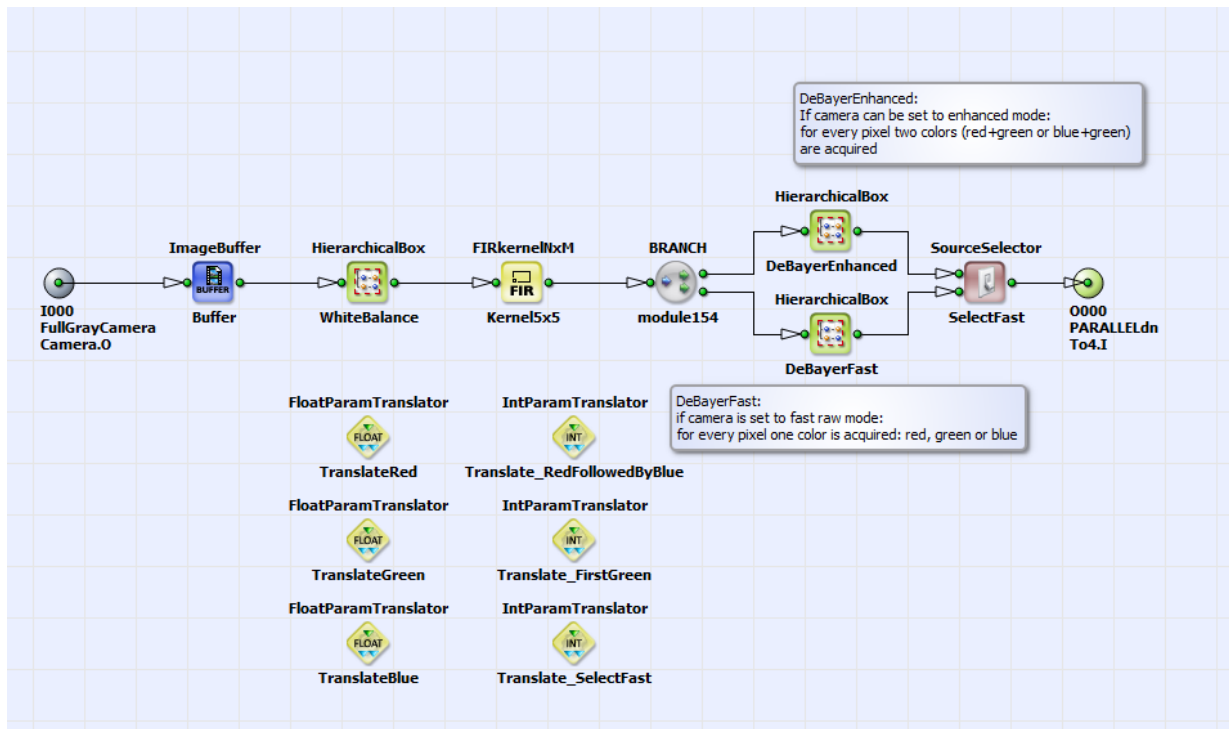 DeBayerEnhanced:
If camera can be set to enhanced mode:
for every pixel two colors (red+green or blue+green)
are acquired
HierarchicalBox
ImageBuffer
HierarchicalBox
FIRkernelNxM
BRANCH
SourceSelector
BUFFER
FIR
DeBayerEnhanced
HierarchicalBox
I000
FullGrayCamera
Camera.O
Buffer
WhiteBalance
Kernel5x5
module154
SelectFast
O000
PARALLELdn
To4.I
DeBayerFast
FloatParamTranslator
IntParamTranslator
DeBayerFast:
if camera is set to fast raw mode:
for every pixel one color is acquired: red, green or blue
FLOAT
INT
TranslateRed
Translate_RedFollowedByBlue
FloatParamTranslator
IntParamTranslator
FLOAT
INT
TranslateGreen
Translate_FirstGreen
FloatParamTranslator
IntParamTranslator
FLOAT
INT
TranslateBlue
Translate_SelectFast